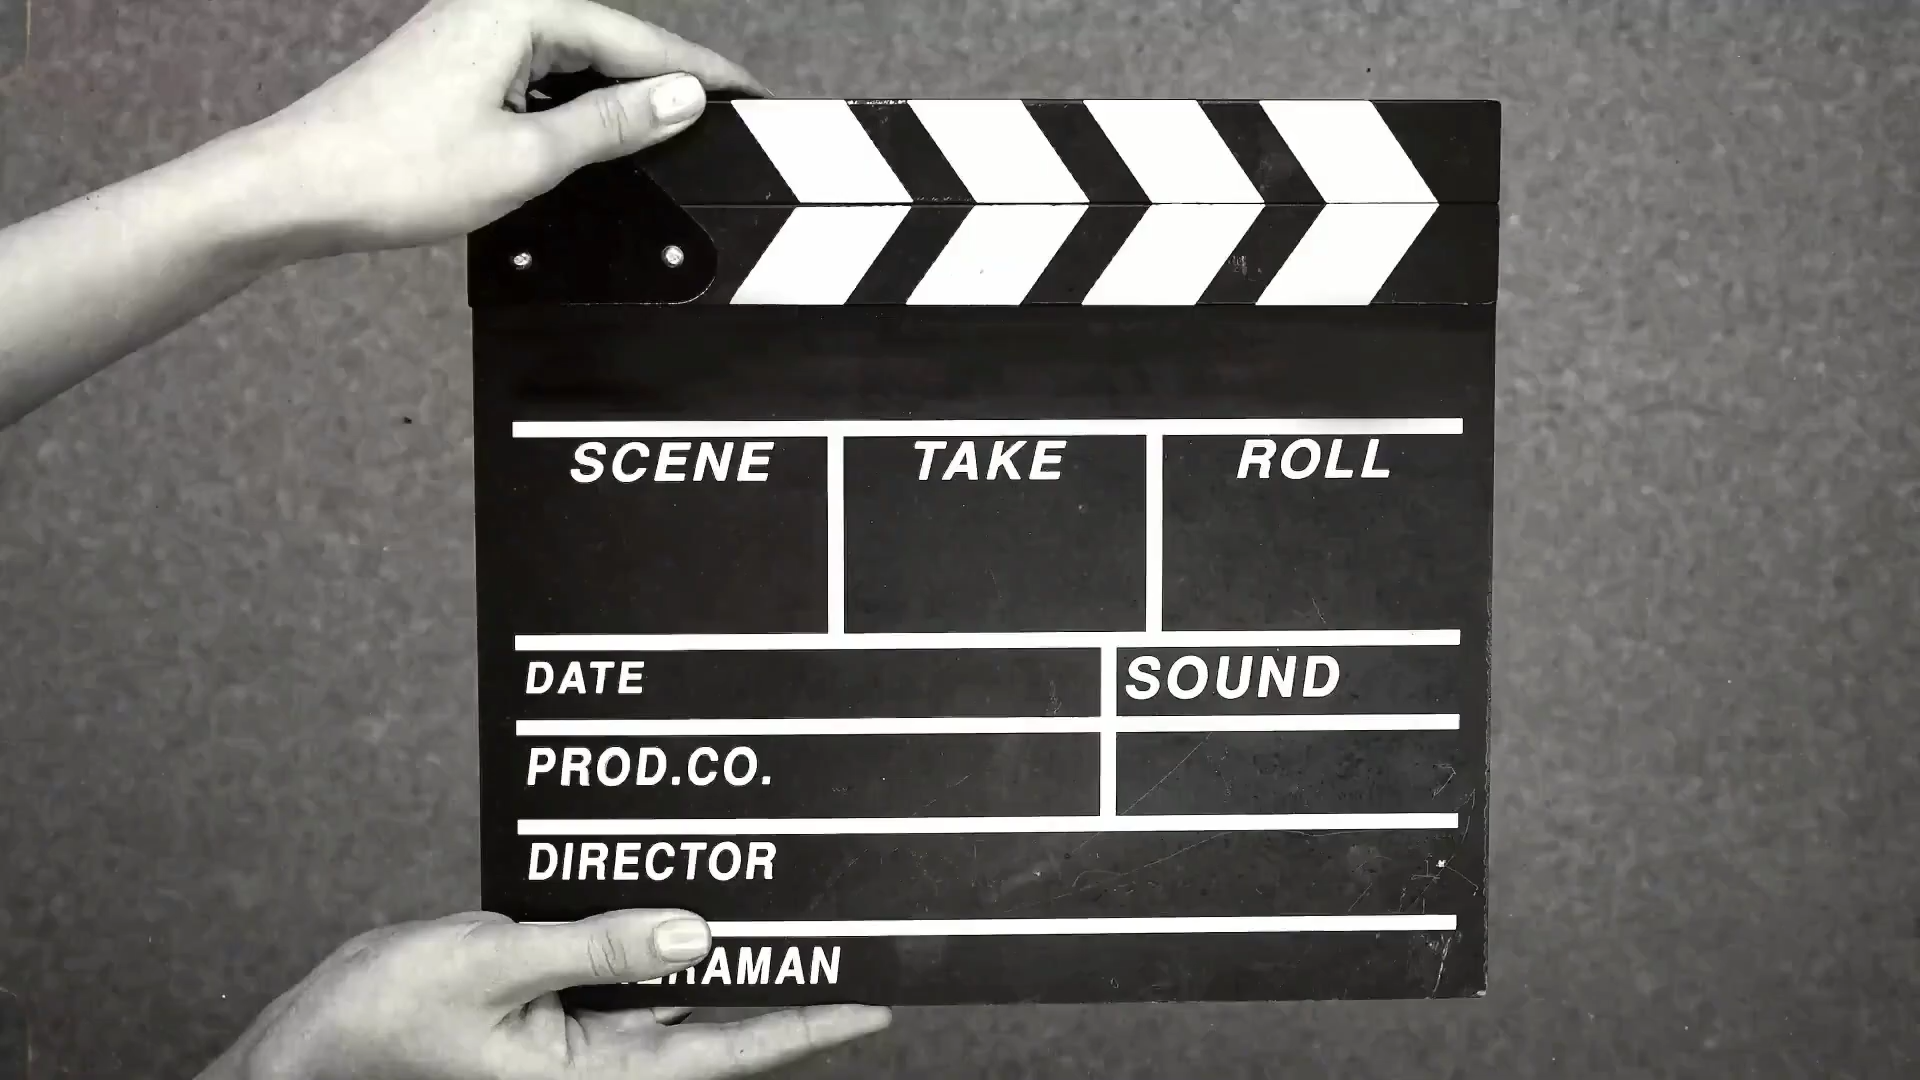 SCENE TAKE ROLL
DATE SOUND
PROD.CO.
DIRECTOR